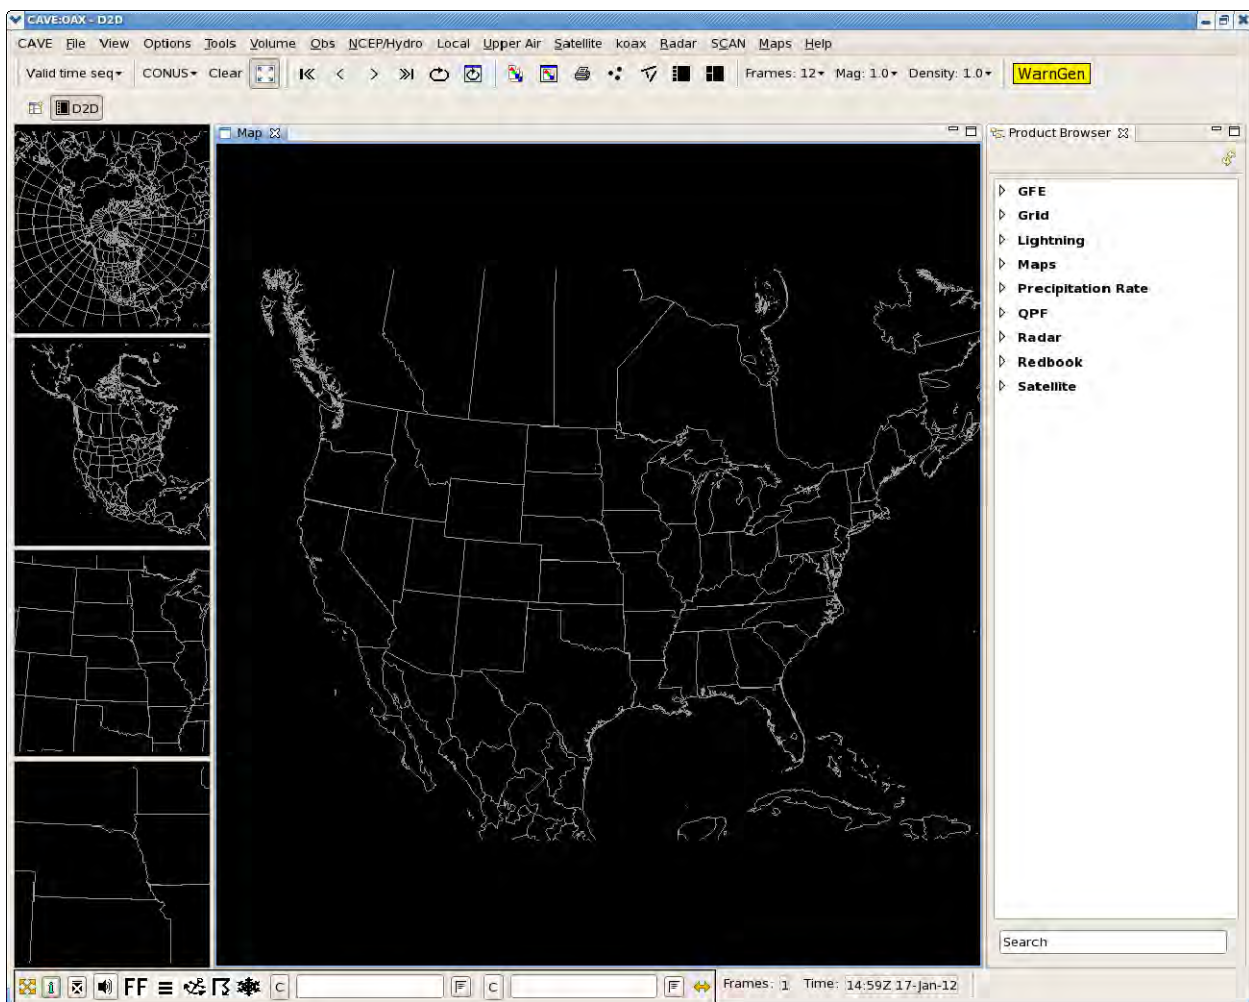 CAVE:OAX - D2D
CAVE File View Options Tools Volume Obs NCEP/Hydro Local Upper Air Satellite koax Radar SCAN Maps Help
Valid time seq CONUS Clear Frames: 12 Mag: 1.0 Density: 1.0 WarnGen
D2D
Map
Product Browser
GFE
Grid
Lightning
Maps
Precipitation Rate
QPF
Radar
Redbook
Satellite
Search
FF C C Frames: 1 Time: 14:59Z 17-Jan-12